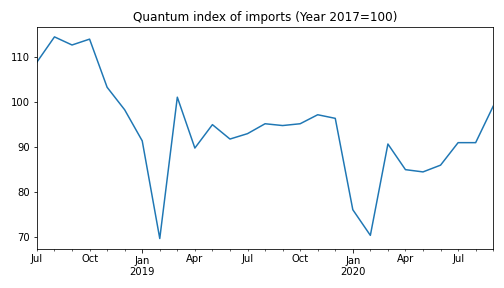 Quantum index of imports (Year 2017=100)
110
100
90
80
70
Jul
Oct
Jan
2019
Apr
Jul
Oct
Jan
2020
Apr
Jul